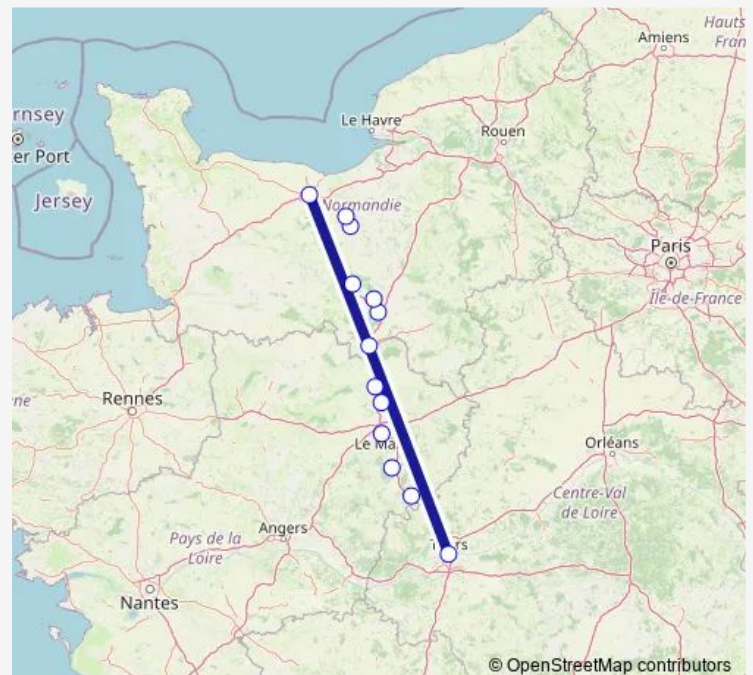 Hauts
Fran
Amiens
rnsey
er Port
Le Havre
Rouen
Jersey
Normandie
Paris
Île-de-France
ne
Rennes
Le Ma
Orléans
Centre-Val
de Loire
Angers
Pays de la
Loire
Nantes
© OpenStreetMap contributors